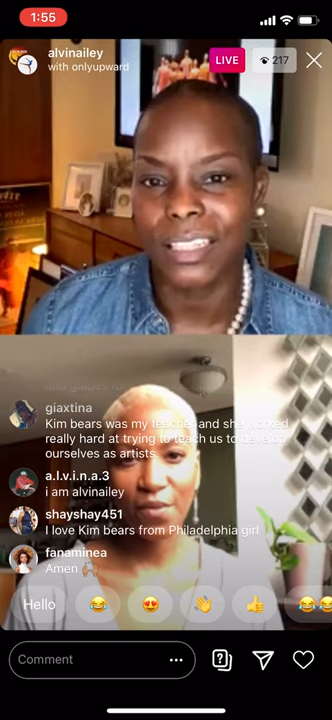 1:55
alvinailey
with onlyupward
LIVE
217
giaxtina
Kim bears was my teacher and she worked
really hard at trying to teach us to develop
ourselves as artists.
a.l.v.i.n.a.3
i am alvinailey
shayshay451
I love Kim bears from Philadelphia girl
fanaminea
Amen 🙌🏽
Hello
Comment